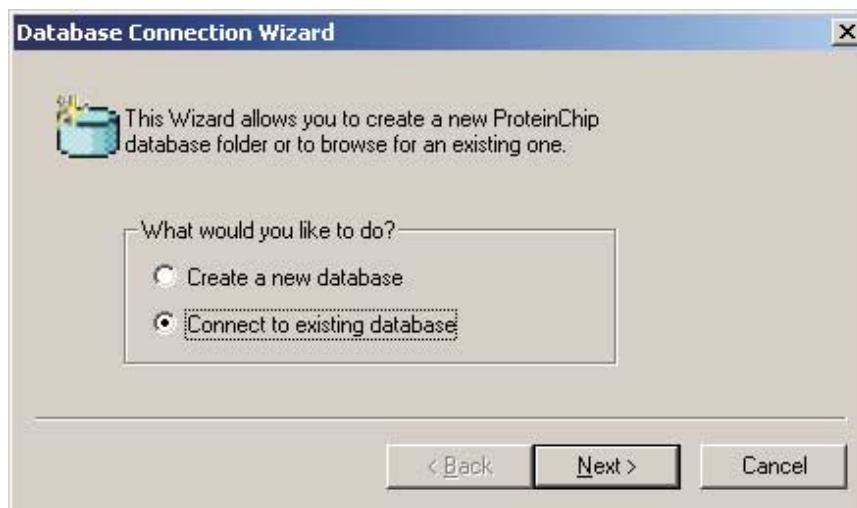 Database Connection Wizard
This Wizard allows you to create a new ProteinChip
database folder or to browse for an existing one.
What would you like to do?
Create a new database
Connect to existing database
< Back Next > Cancel